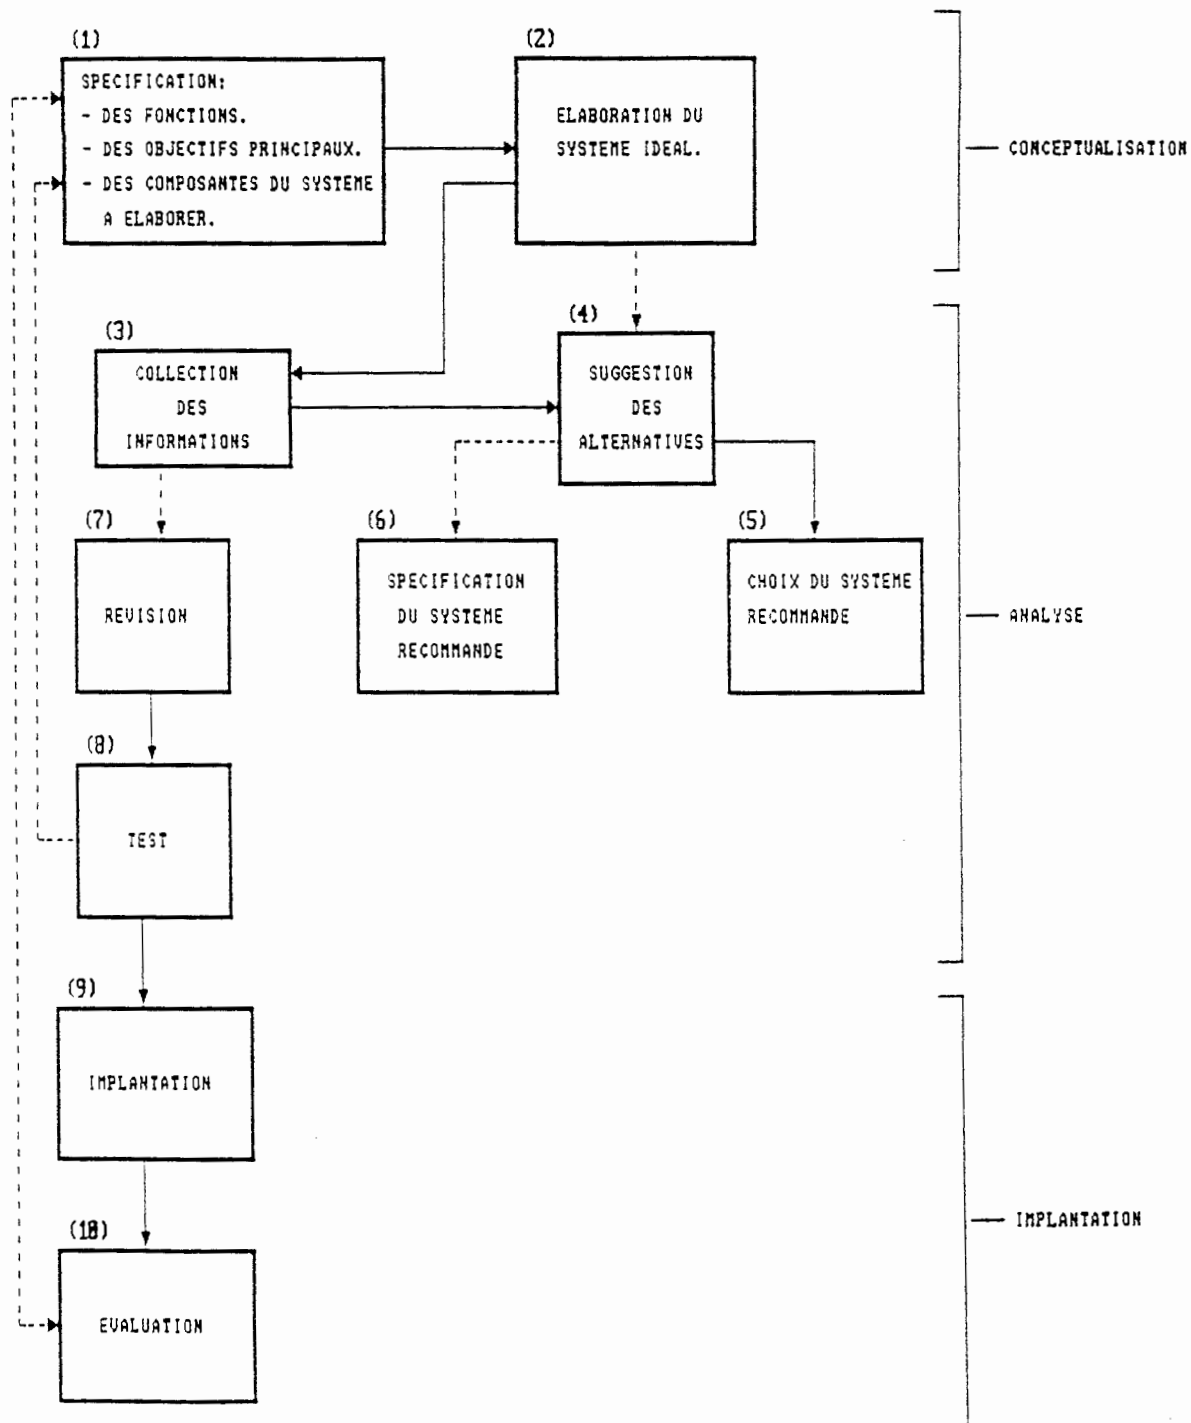 (1)
SPECIFICATION:
- DES FONCTIONS.
- DES OBJECTIFS PRINCIPAUX.
- DES COMPOSANTES DU SYSTEME
A ELABORER.
(2)
ELABORATION DU
SYSTEME IDEAL.
CONCEPTUALISATION
(3)
COLLECTION
DES
INFORMATIONS
(4)
SUGGESTION
DES
ALTERNATIVES
(7)
REVISION
(6)
SPECIFICATION
DU SYSTEME
RECOMMANDE
(5)
CHOIX DU SYSTEME
RECOMMANDE
ANALYSE
(8)
TEST
(9)
IMPLANTATION
(10)
EVALUATION
IMPLANTATION